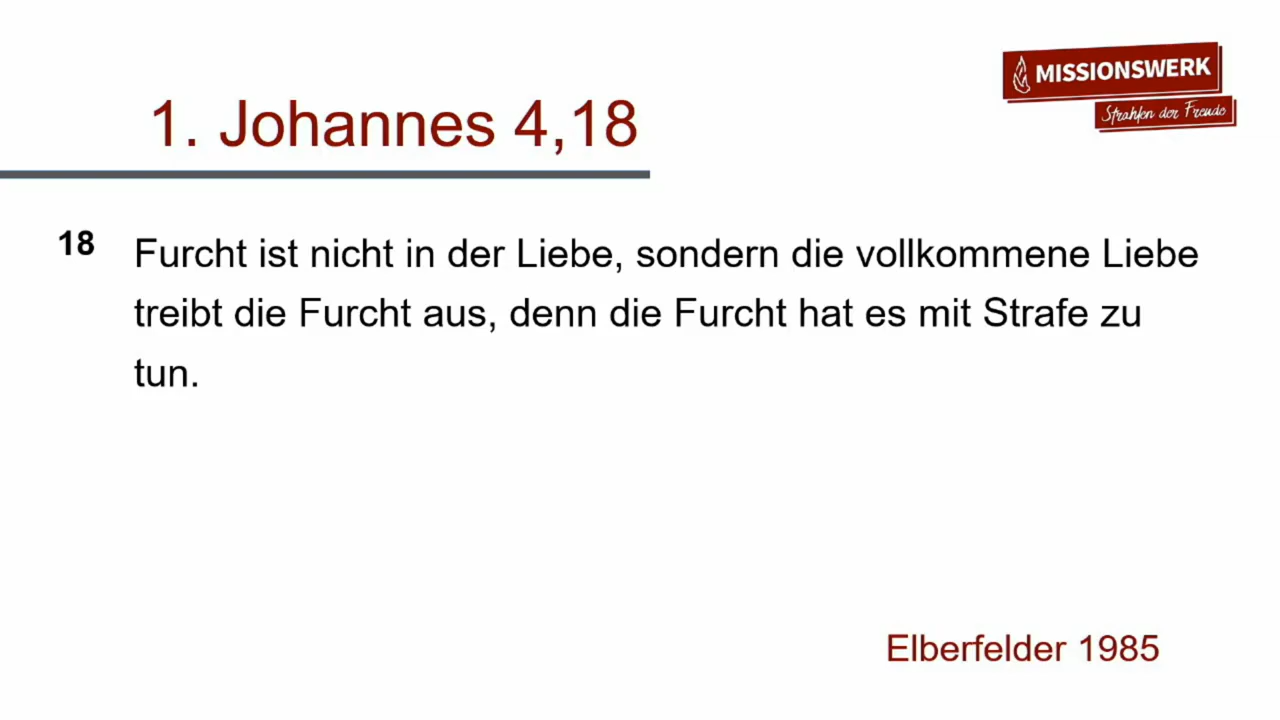 MISSIONSWERK
Strahlen der Freude
1. Johannes 4,18
18 Furcht ist nicht in der Liebe, sondern die vollkommene Liebe
treibt die Furcht aus, denn die Furcht hat es mit Strafe zu
tun.
Elberfelder 1985